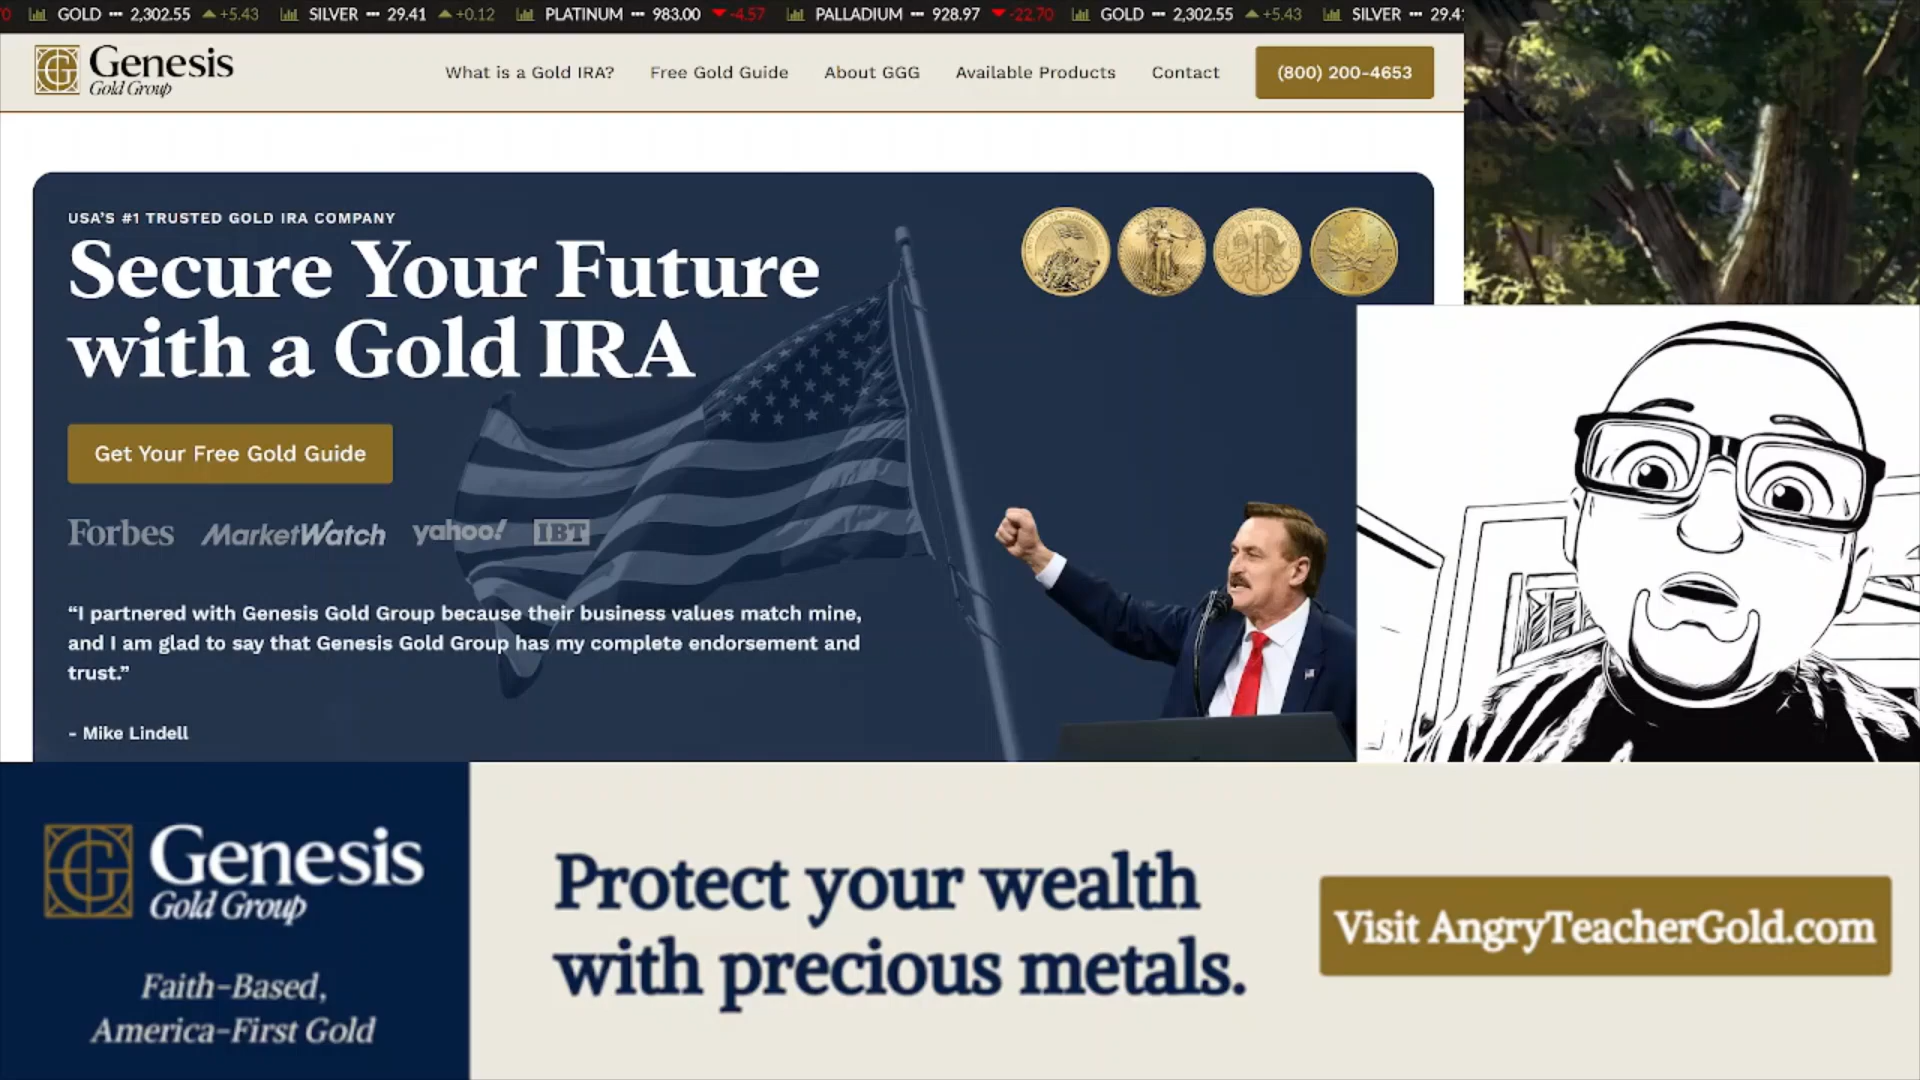 GOLD ••• 2,302.55 +5.43 SILVER ••• 29.41 +0.12 PLATINUM ••• 983.00 -4.57 PALLADIUM ••• 928.97 -22.70 GOLD ••• 2,302.55 +5.43 SILVER •••
Genesis
Gold Group
What is a Gold IRA? Free Gold Guide About GGG Available Products Contact (800) 200-4653
USA'S #1 TRUSTED GOLD IRA COMPANY
Secure Your Future
with a Gold IRA
Get Your Free Gold Guide
Forbes MarketWatch yahoo! IBT
“I partnered with Genesis Gold Group because their business values match mine,
and I am glad to say that Genesis Gold Group has my complete endorsement and
trust.”
- Mike Lindell
Genesis
Gold Group
Faith-Based,
America-First Gold
Protect your wealth
with precious metals.
Visit AngryTeacherGold.com